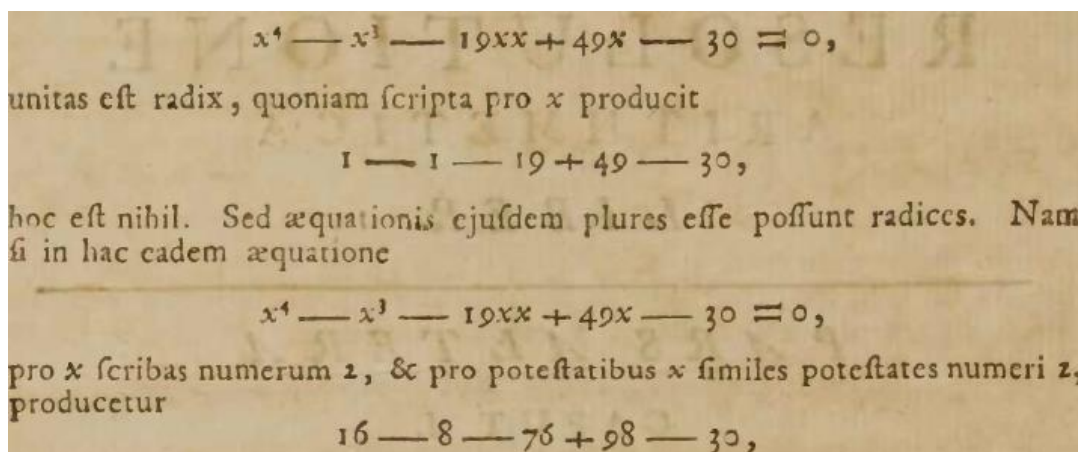 x⁴ — x³ — 19xx + 49x — 30 = 0,
unitas eſt radix, quoniam ſcripta pro x producit
1 — 1 — 19 + 49 — 30,
hoc eſt nihil. Sed æquationis ejuſdem plures eſſe poſſunt radices. Nam
ſi in hac eadem æquatione
x⁴ — x³ — 19xx + 49x — 30 = 0,
pro x ſcribas numerum 2, & pro poteſtatibus x ſimiles poteſtates numeri 2,
producetur
16 — 8 — 76 + 98 — 30,